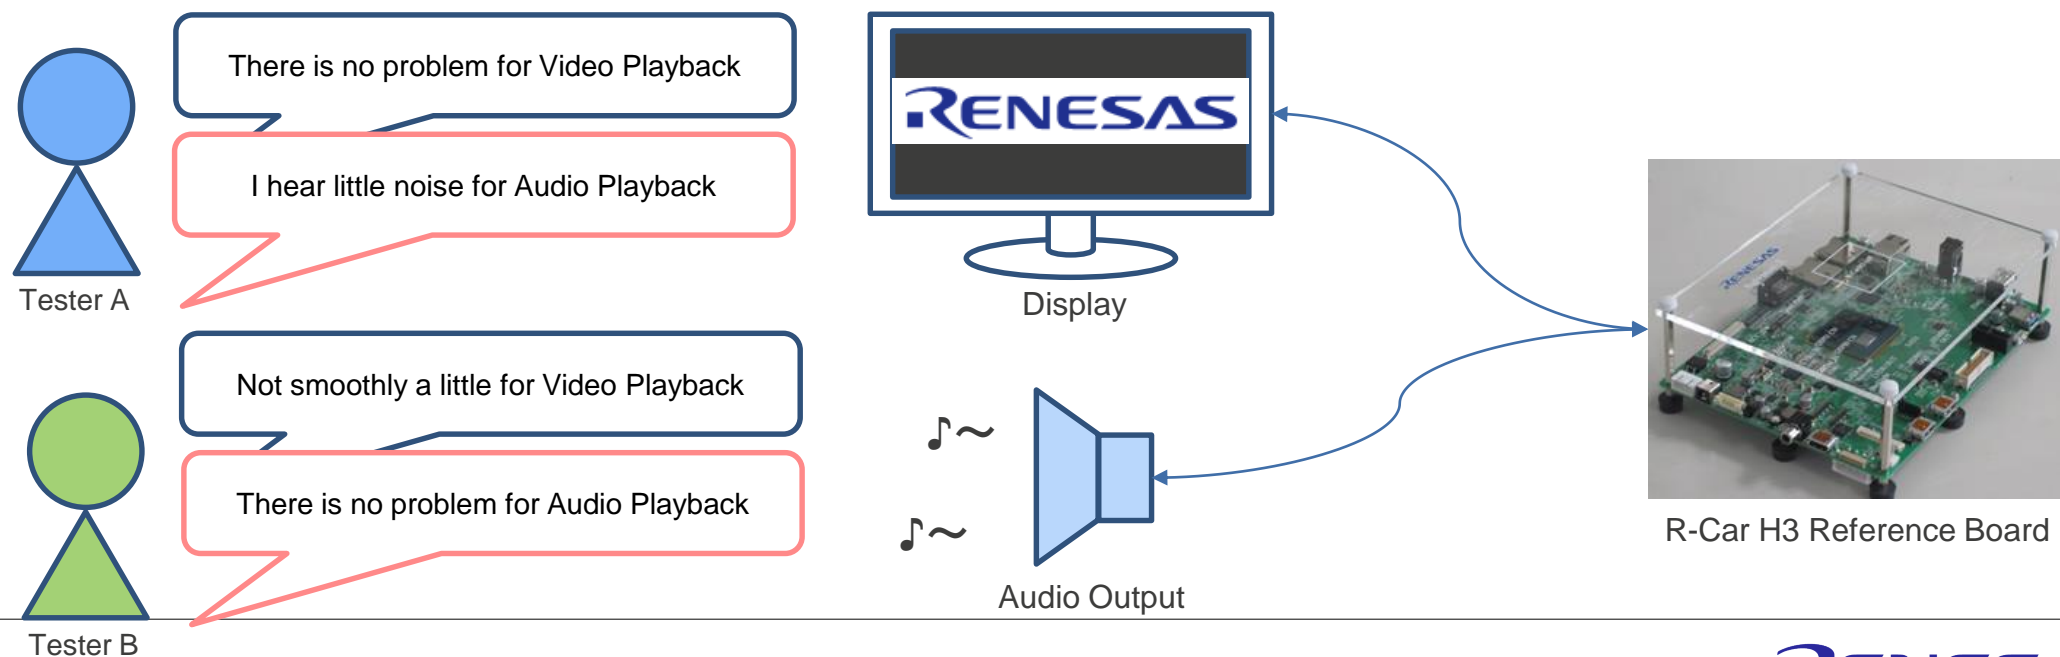 There is no problem for Video Playback
I hear little noise for Audio Playback
Tester A
RENESAS
Display
RENESAS
Not smoothly a little for Video Playback
There is no problem for Audio Playback
Tester B
Audio Output
R-Car H3 Reference Board